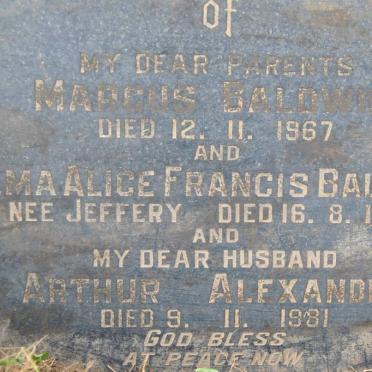 of
MY DEAR PARENTS
MARCUS BALDWI
DIED 12. 11. 1967
AND
MA ALICE FRANCIS BAL
NEE JEFFERY DIED 16. 8. 1
AND
MY DEAR HUSBAND
ARTHUR ALEXAND
DIED 9. 11. 1981
GOD BLESS
AT PEACE NOW